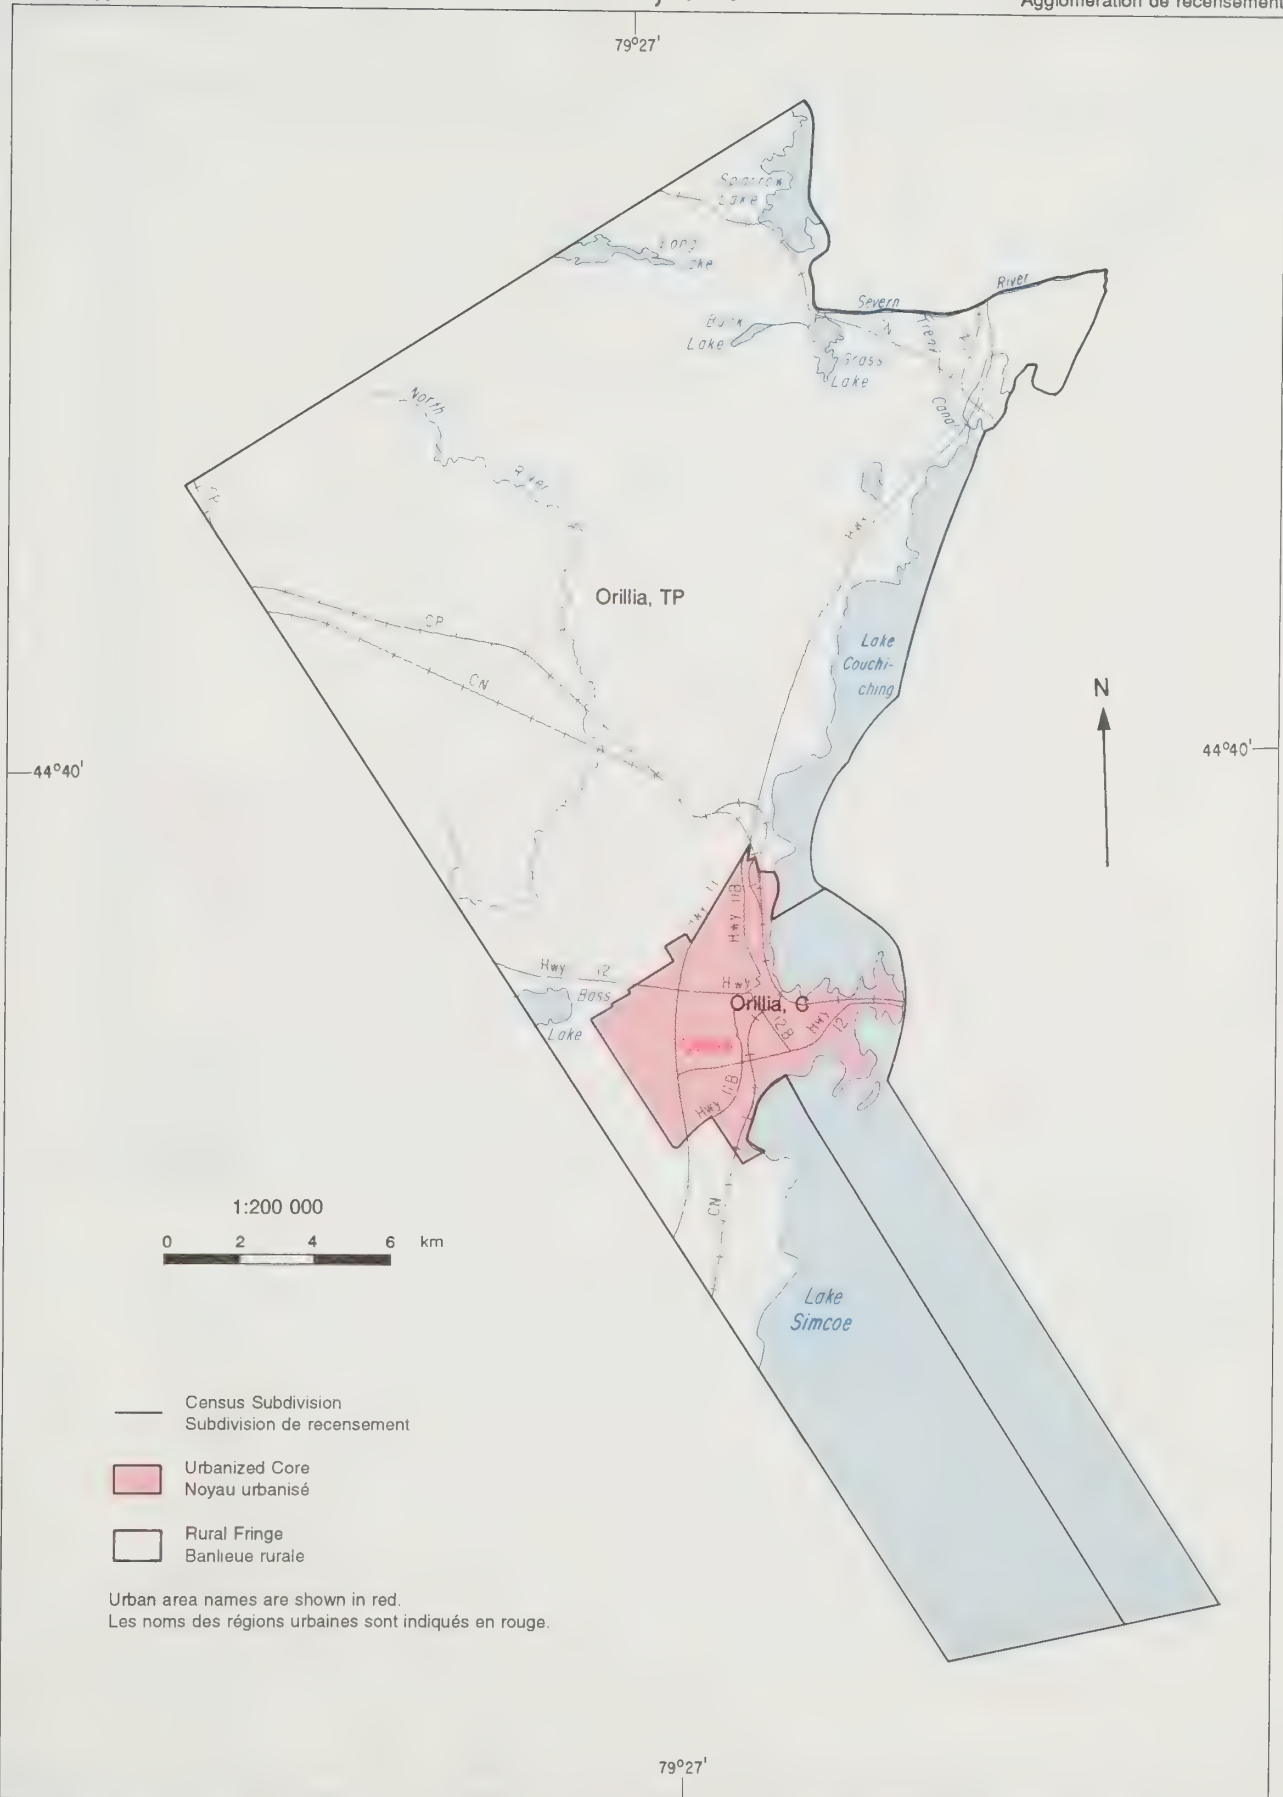 Agglomération de recensement
79°27'
Sparrow
Lake
Long
River
Severn
Trent
Lake
Grass
Lake
Canal
North
River
CP
Hwy
Orillia, TP
CP
Lake
Couchi-
ching
CN
N
44°40'
44°40'
Hwy 11
Hwy 11B
Hwy 12
Bass
Lake
Hwy
Orillia, C
12B
Hwy 12
Hwy 11B
CN
1:200 000
0 2 4 6 km
Lake
Simcoe
Census Subdivision
Subdivision de recensement
Urbanized Core
Noyau urbanisé
Rural Fringe
Banlieue rurale
Urban area names are shown in red.
Les noms des régions urbaines sont indiqués en rouge.
79°27'